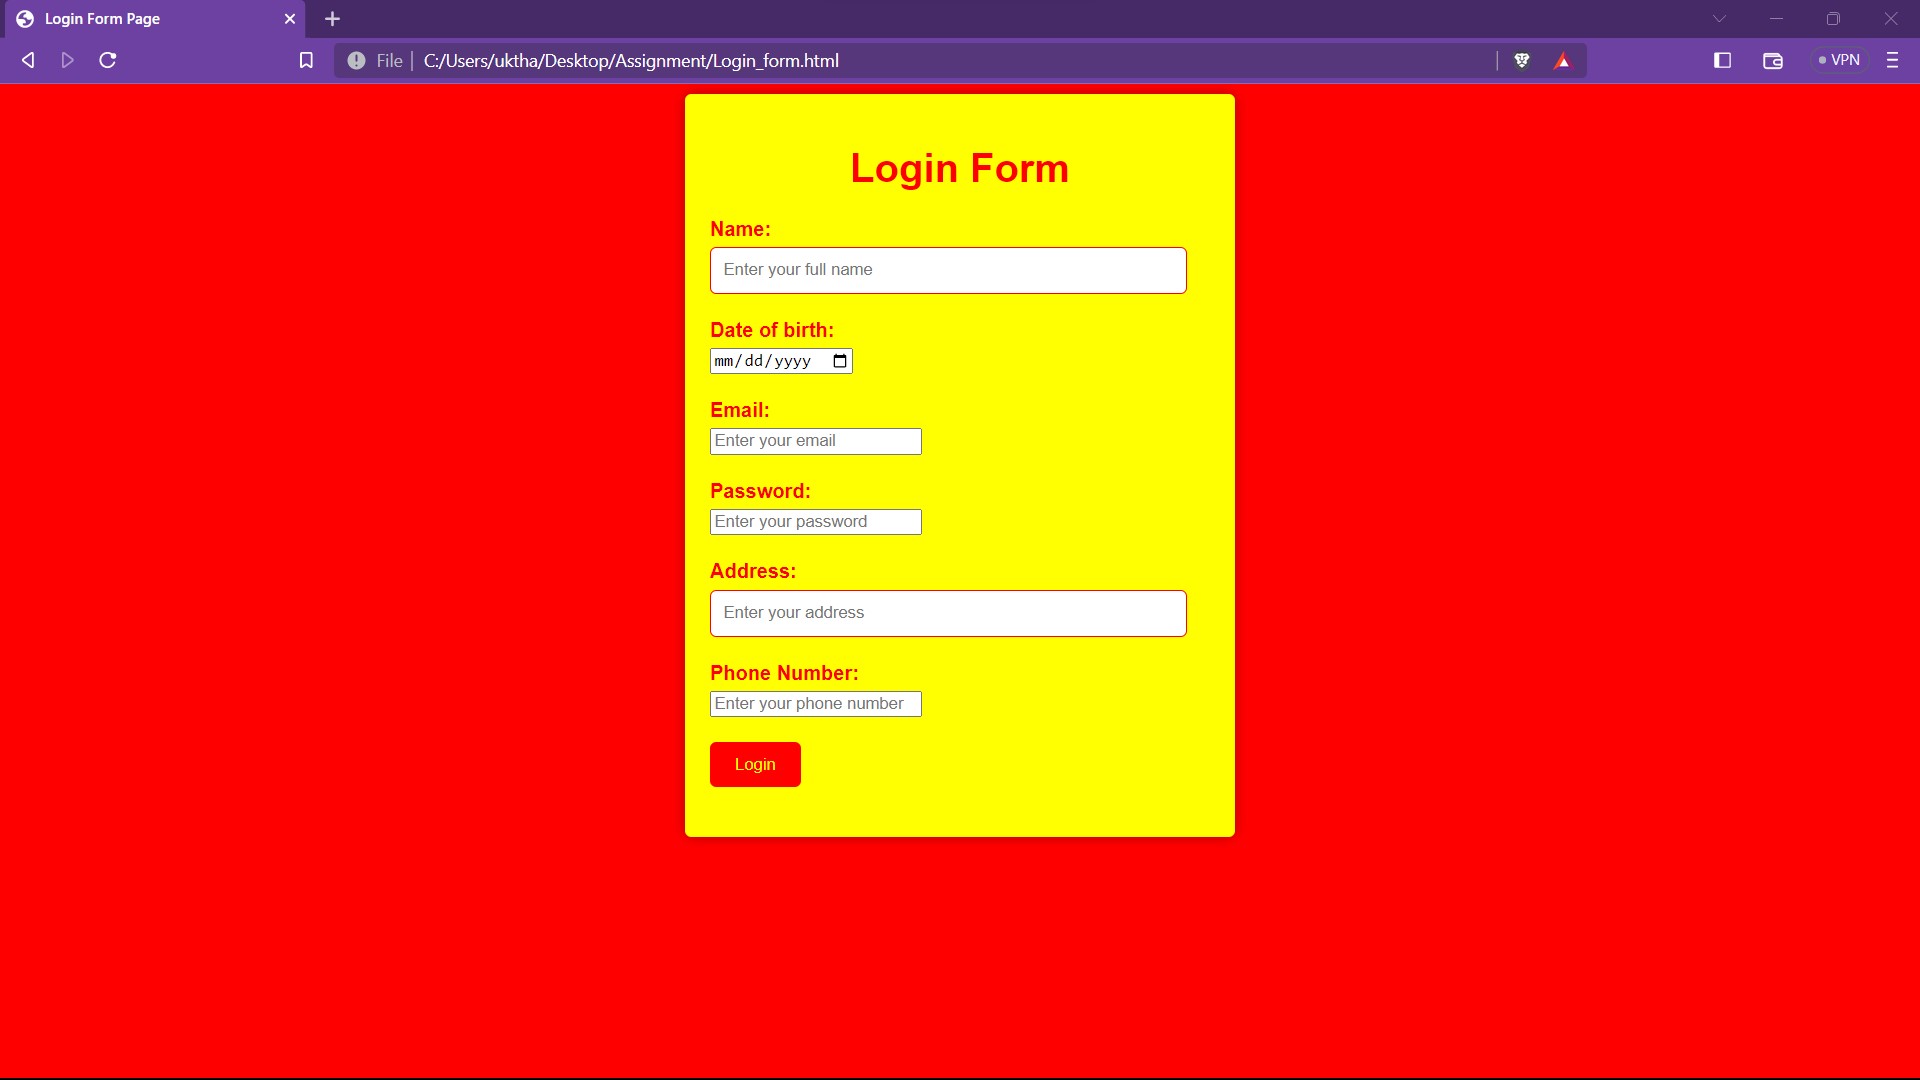 Login Form Page
File
C:/Users/uktha/Desktop/Assignment/Login_form.html
VPN
Login Form
Name:
Enter your full name
Date of birth:
mm/dd/yyyy
Email:
Enter your email
Password:
Enter your password
Address:
Enter your address
Phone Number:
Enter your phone number
Login